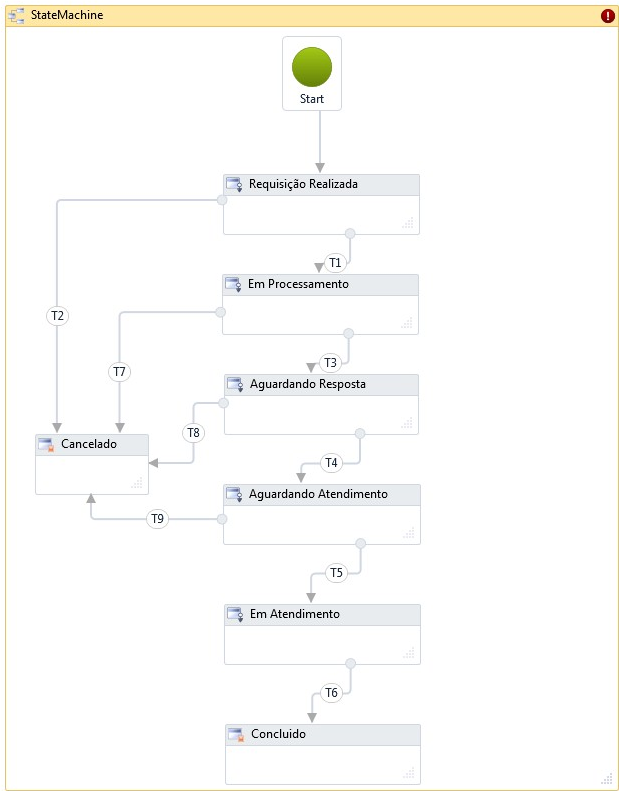 StateMachine
Start
Requisição Realizada
T1
Em Processamento
T2
T3
T7
Aguardando Resposta
T8
Cancelado
T4
Aguardando Atendimento
T9
T5
Em Atendimento
T6
Concluido